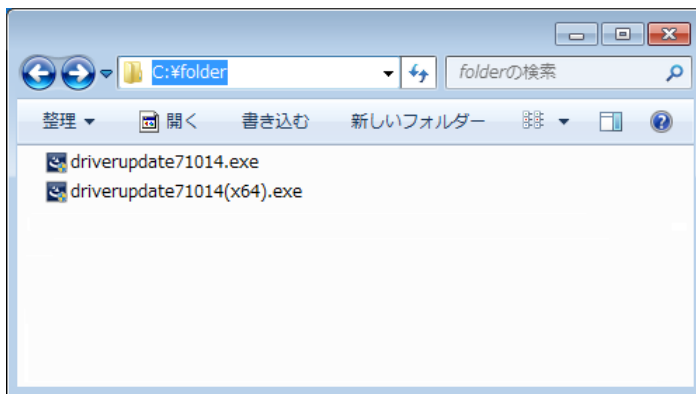 C:¥folder
folderの検索
整理 開く 書き込む 新しいフォルダー
driverupdate71014.exe
driverupdate71014(x64).exe